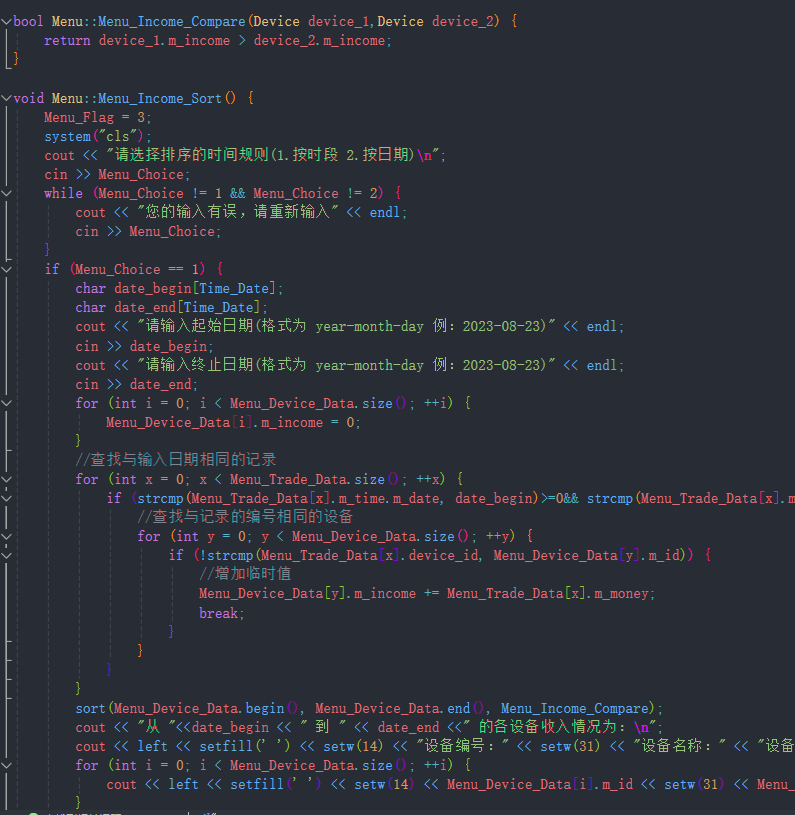 bool Menu::Menu_Income_Compare(Device device_1,Device device_2) {
    return device_1.m_income > device_2.m_income;
}

void Menu::Menu_Income_Sort() {
    Menu_Flag = 3;
    system("cls");
    cout << "请选择排序的时间规则(1.按时段 2.按日期)\n";
    cin >> Menu_Choice;
    while (Menu_Choice != 1 && Menu_Choice != 2) {
        cout << "您的输入有误,请重新输入" << endl;
        cin >> Menu_Choice;
    }
    if (Menu_Choice == 1) {
        char date_begin[Time_Date];
        char date_end[Time_Date];
        cout << "请输入起始日期(格式为 year-month-day 例：2023-08-23)" << endl;
        cin >> date_begin;
        cout << "请输入终止日期(格式为 year-month-day 例：2023-08-23)" << endl;
        cin >> date_end;
        for (int i = 0; i < Menu_Device_Data.size(); ++i) {
            Menu_Device_Data[i].m_income = 0;
        }
        //查找与输入日期相同的记录
        for (int x = 0; x < Menu_Trade_Data.size(); ++x) {
            if (strcmp(Menu_Trade_Data[x].m_time.m_date, date_begin)>=0&& strcmp(Menu_Trade_Data[x].m
                //查找与记录的编号相同的设备
                for (int y = 0; y < Menu_Device_Data.size(); ++y) {
                    if (!strcmp(Menu_Trade_Data[x].device_id, Menu_Device_Data[y].m_id)) {
                        //增加临时值
                        Menu_Device_Data[y].m_income += Menu_Trade_Data[x].m_money;
                        break;
                    }
                }
            }
        }
        sort(Menu_Device_Data.begin(), Menu_Device_Data.end(), Menu_Income_Compare);
        cout << "从 "<<date_begin << " 到 " << date_end <<" 的各设备收入情况为：\n";
        cout << left << setfill(' ') << setw(14) << "设备编号：" << setw(31) << "设备名称：" << "设备
        for (int i = 0; i < Menu_Device_Data.size(); ++i) {
            cout << left << setfill(' ') << setw(14) << Menu_Device_Data[i].m_id << setw(31) << Menu_
        }